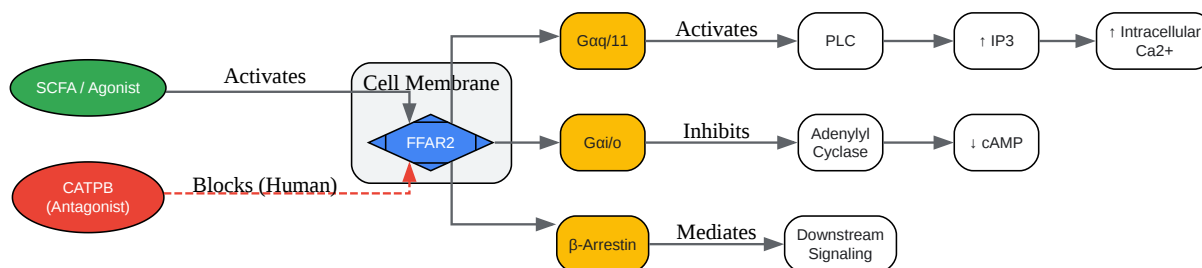 SCFA / Agonist
Activates
CATPB
(Antagonist)
Blocks (Human)
Cell Membrane
FFAR2
Gαq/11
Activates
PLC
↑ IP3
↑ Intracellular
Ca2+
Gαi/o
Inhibits
Adenylyl
Cyclase
↓ cAMP
β-Arrestin
Mediates
Downstream
Signaling